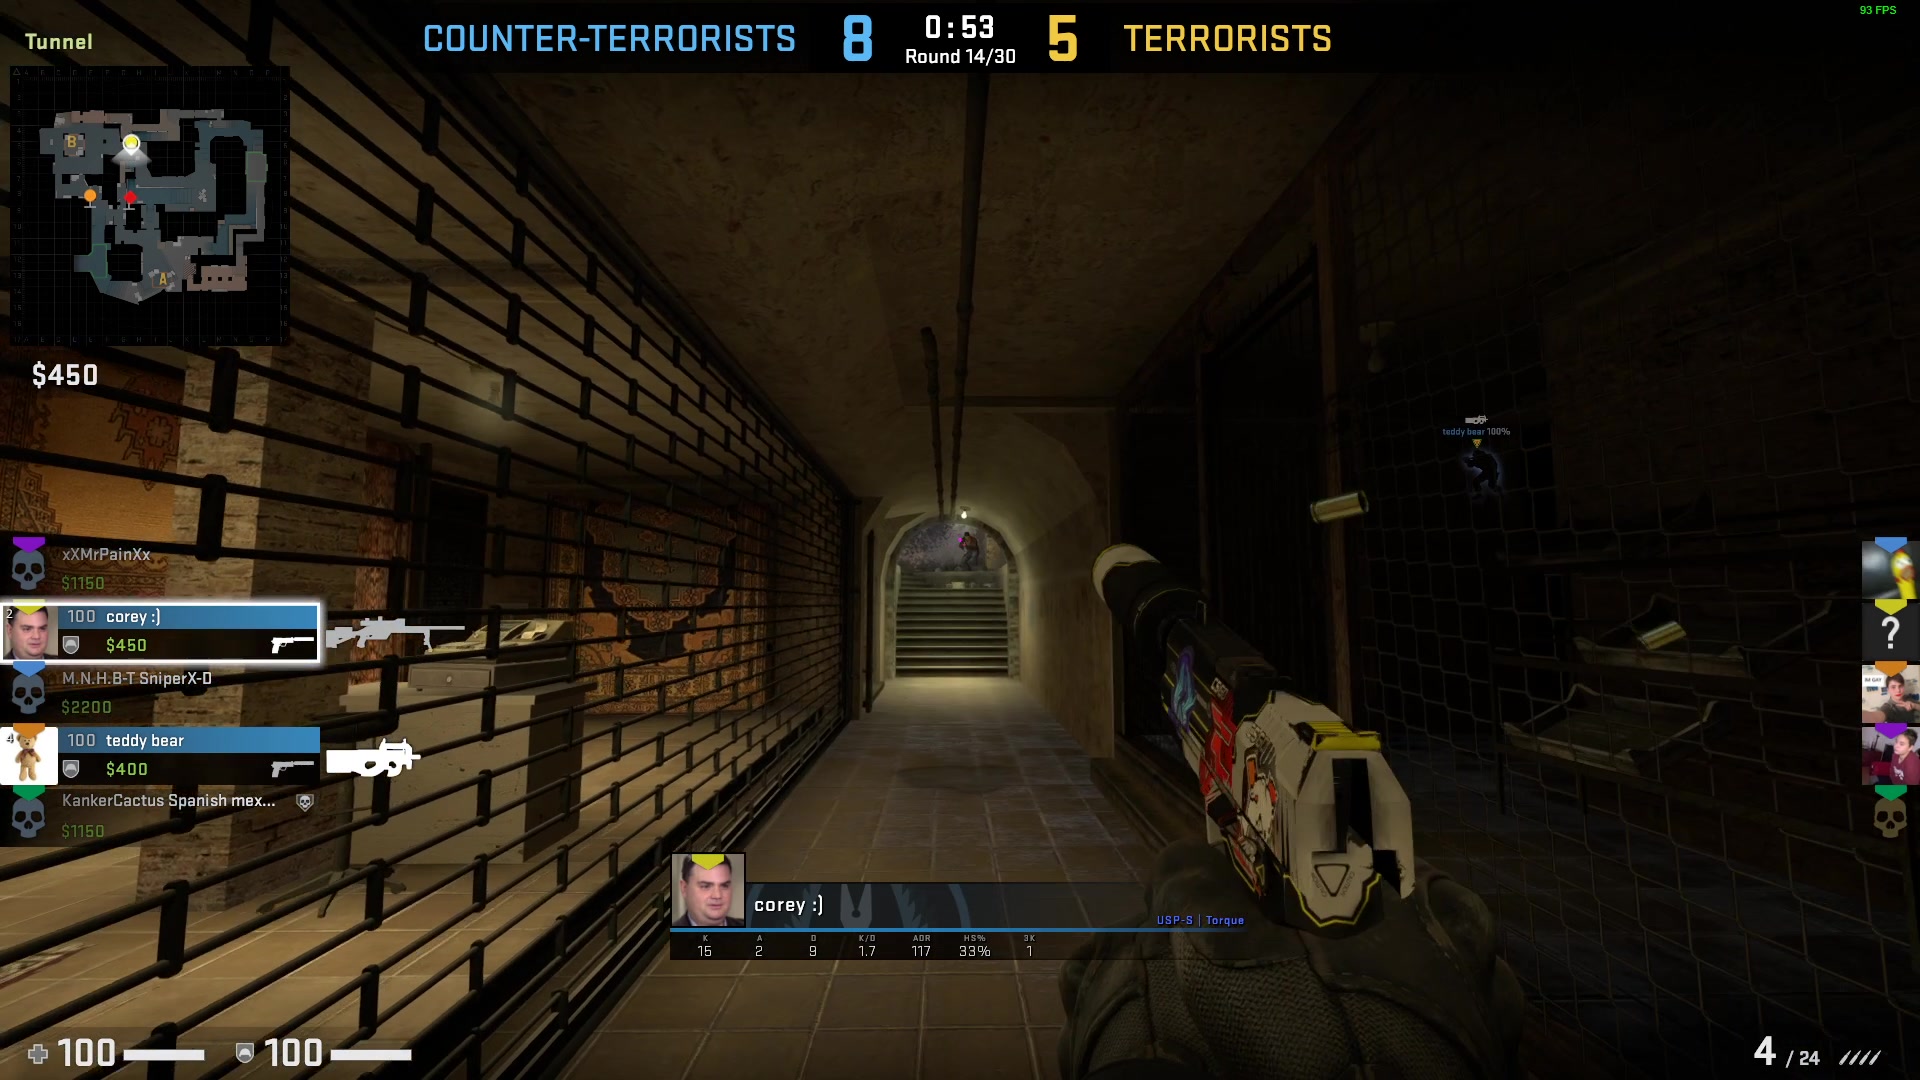 93 FPS
COUNTER-TERRORISTS 8 0:53 5 TERRORISTS
Round 14/30
Tunnel
B
A
$450
teddy bear 100%
xXMrPainXx
$1150
2 100 corey :)
$450
M.N.H.B-T SniperX-D
$2200
4 100 teddy bear
$400
KankerCactus Spanish mex...
$1150
?
corey :)
USP-S | Torque
K A D K/D ADR HS% 3K
15 2 9 1.7 117 33% 1
100 100
4 / 24